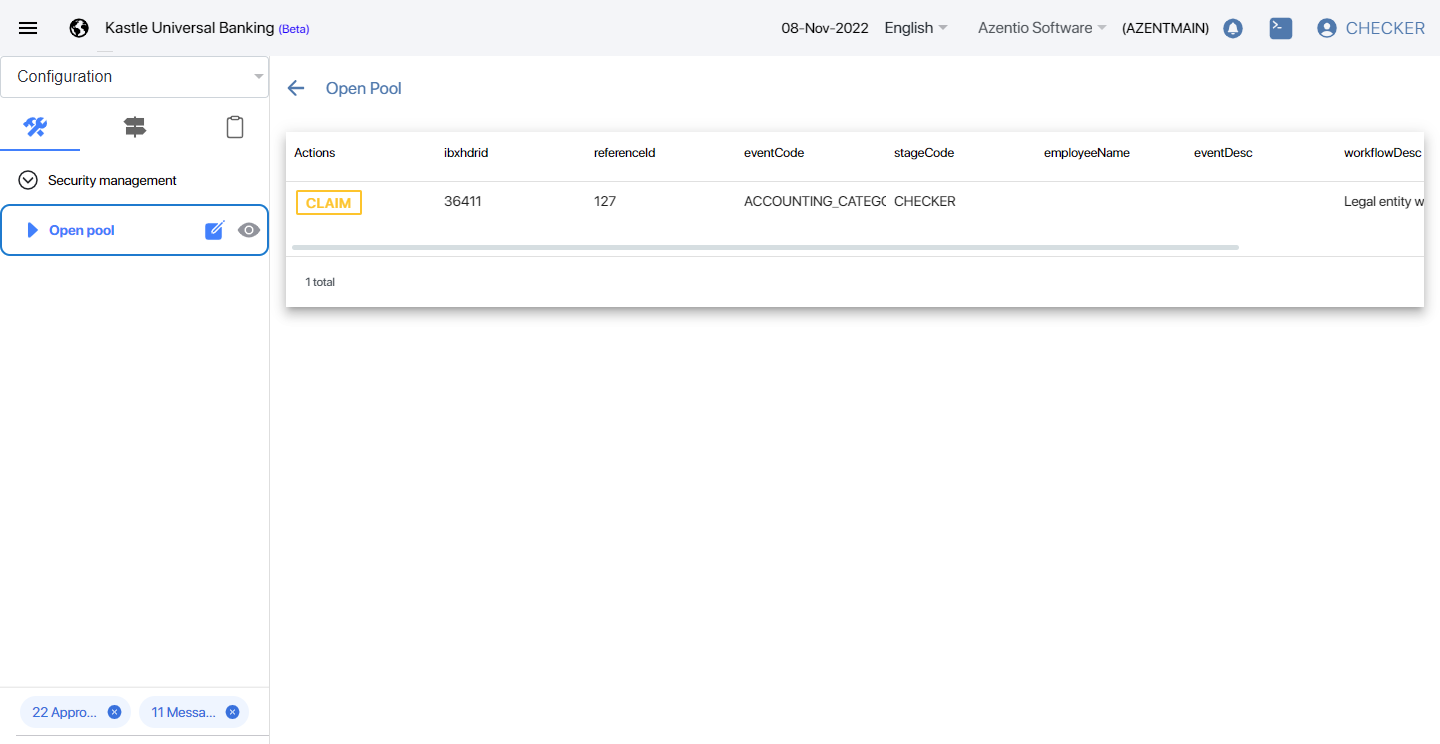 Kastle Universal Banking (Beta)
08-Nov-2022 English Azentio Software (AZENTMAIN) CHECKER
Configuration
Open Pool
Security management
Open pool
Actions ibxhdrid referenceId eventCode stageCode employeeName eventDesc workflowDesc
CLAIM 36411 127 ACCOUNTING_CATEGO CHECKER Legal entity w
1 total
22 Appro... 11 Messa...